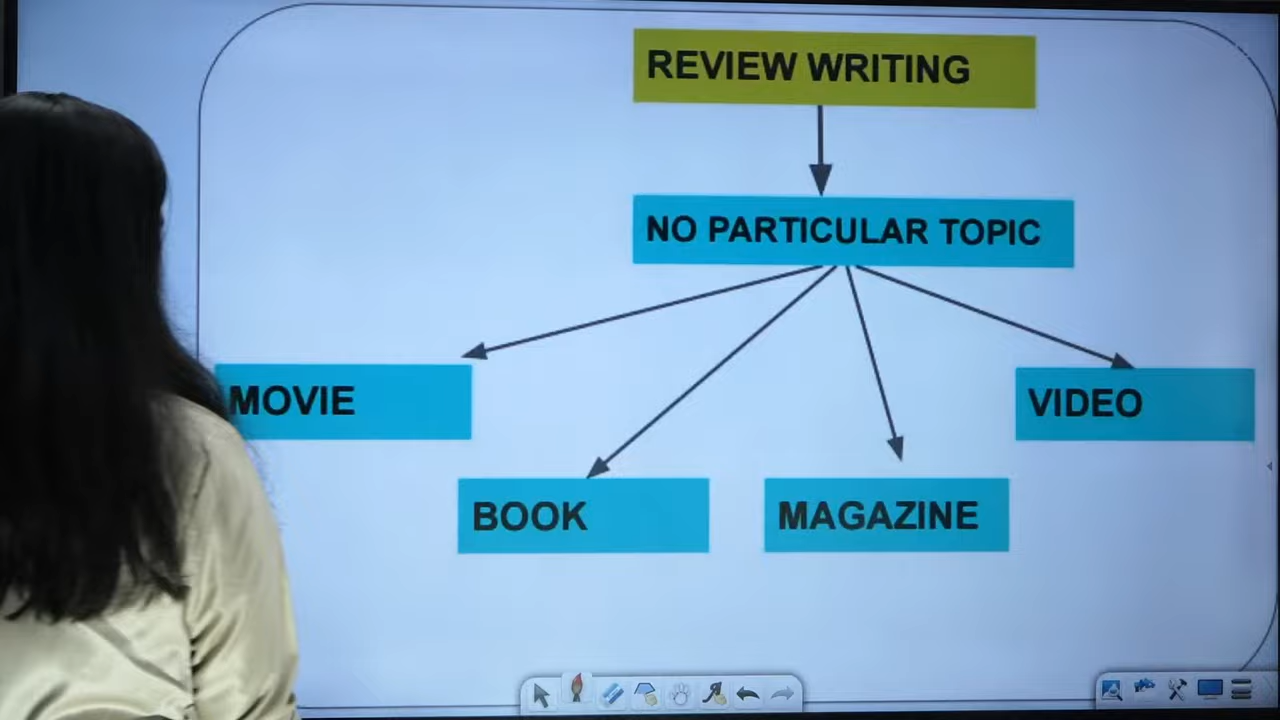 REVIEW WRITING
NO PARTICULAR TOPIC
MOVIE
VIDEO
BOOK
MAGAZINE